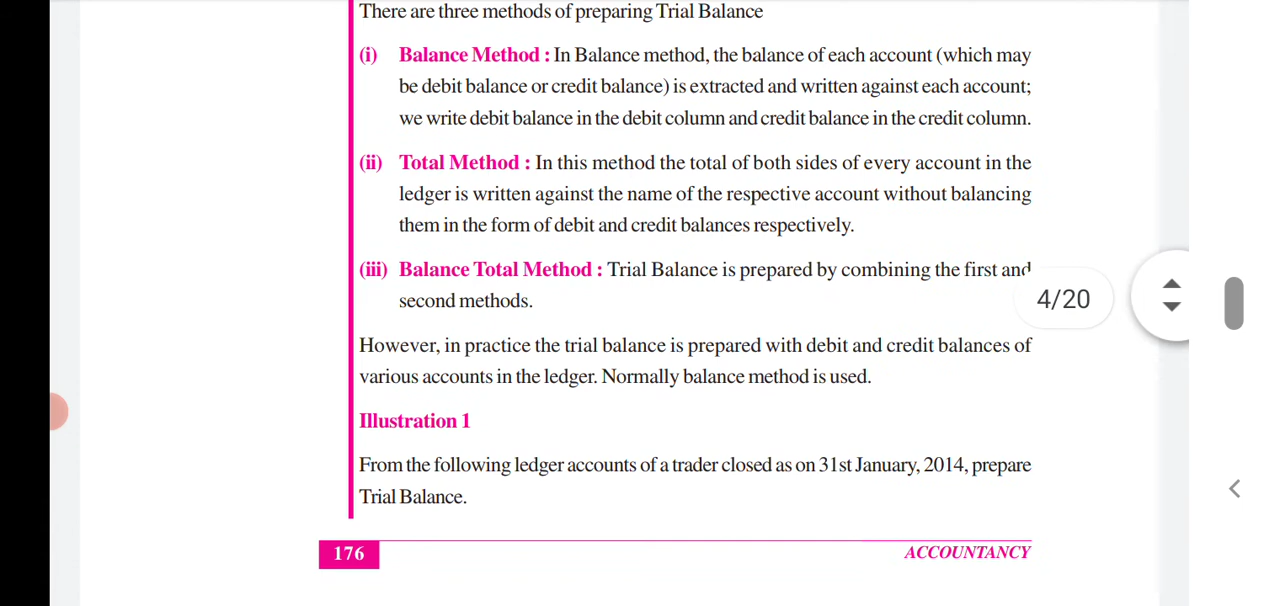 There are three methods of preparing Trial Balance
(i) Balance Method : In Balance method, the balance of each account (which may
be debit balance or credit balance) is extracted and written against each account;
we write debit balance in the debit column and credit balance in the credit column.
(ii) Total Method : In this method the total of both sides of every account in the
ledger is written against the name of the respective account without balancing
them in the form of debit and credit balances respectively.
(iii) Balance Total Method : Trial Balance is prepared by combining the first and
second methods.
4/20
However, in practice the trial balance is prepared with debit and credit balances of
various accounts in the ledger. Normally balance method is used.
Illustration 1
From the following ledger accounts of a trader closed as on 31st January, 2014, prepare
Trial Balance.
176 ACCOUNTANCY